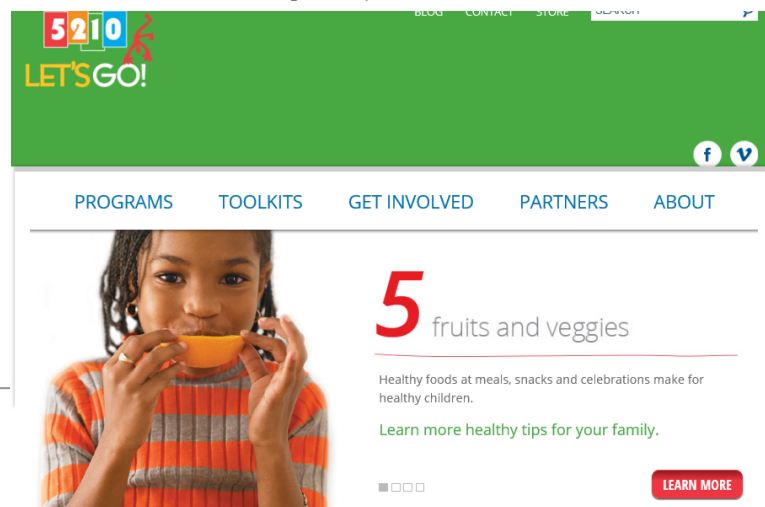 BLOG CONTACT STORE SEARCH
5210
LET'S GO!
PROGRAMS TOOLKITS GET INVOLVED PARTNERS ABOUT
5 fruits and veggies
Healthy foods at meals, snacks and celebrations make for
healthy children.
Learn more healthy tips for your family.
LEARN MORE